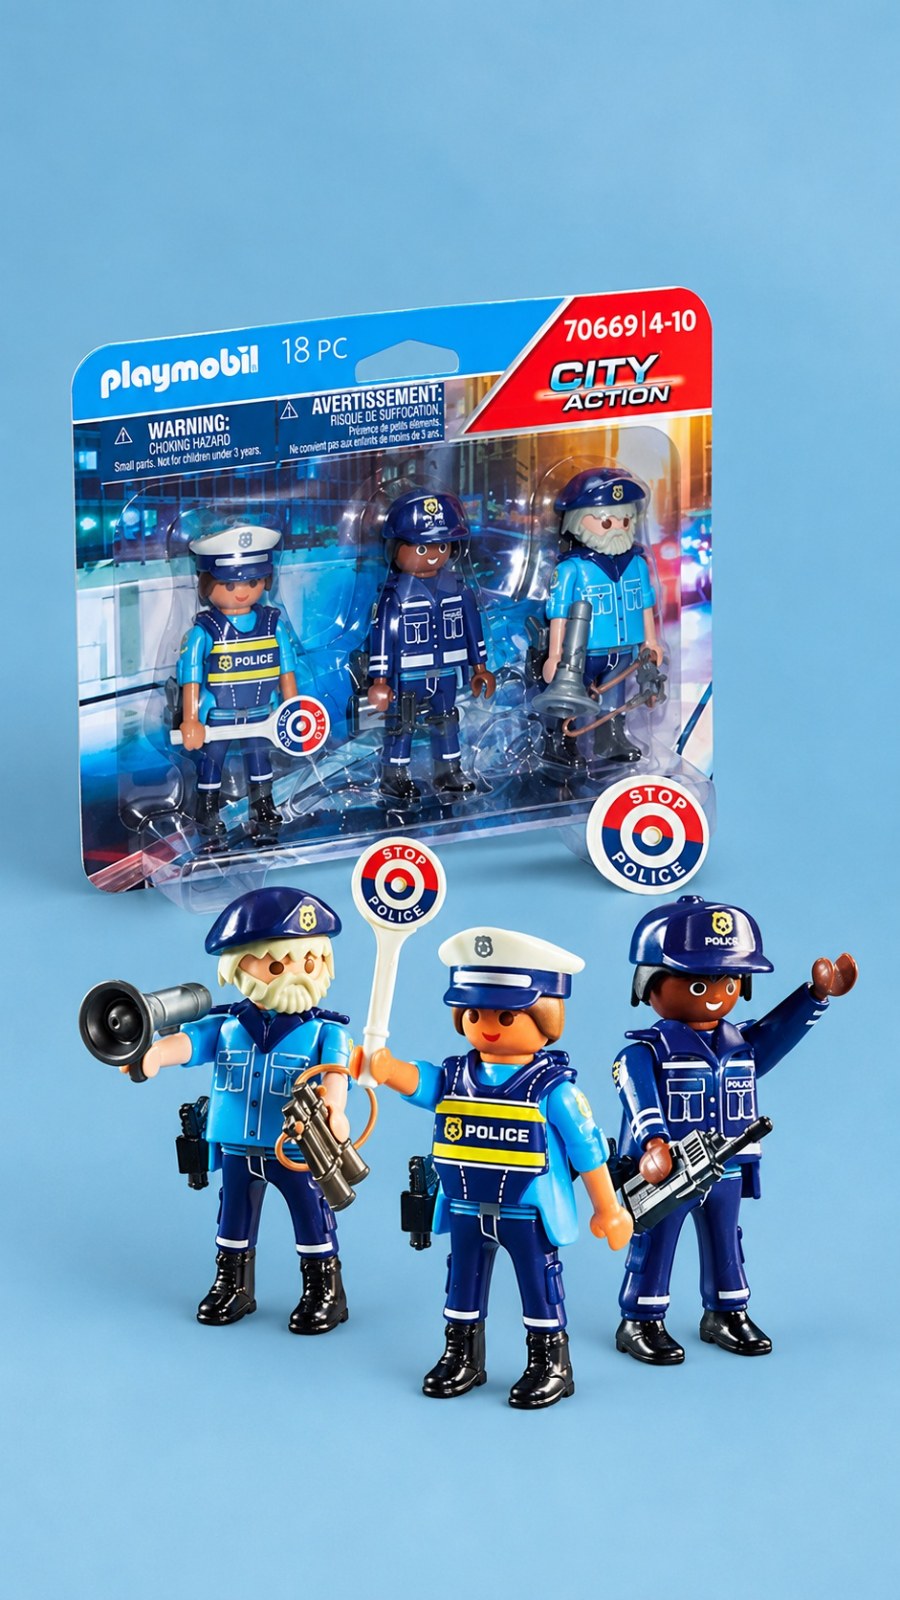 playmobil
18 PC
70669 | 4-10
CITY
ACTION
WARNING:
CHOKING HAZARD
Small parts. Not for children under 3 years.
AVERTISSEMENT:
RISQUE DE SUFFOCATION.
Présence de petits éléments.
Ne convient pas aux enfants de moins de 3 ans.
POLICE
STOP
POLICE
STOP
POLICE
POLICE
POLICE
POLICE